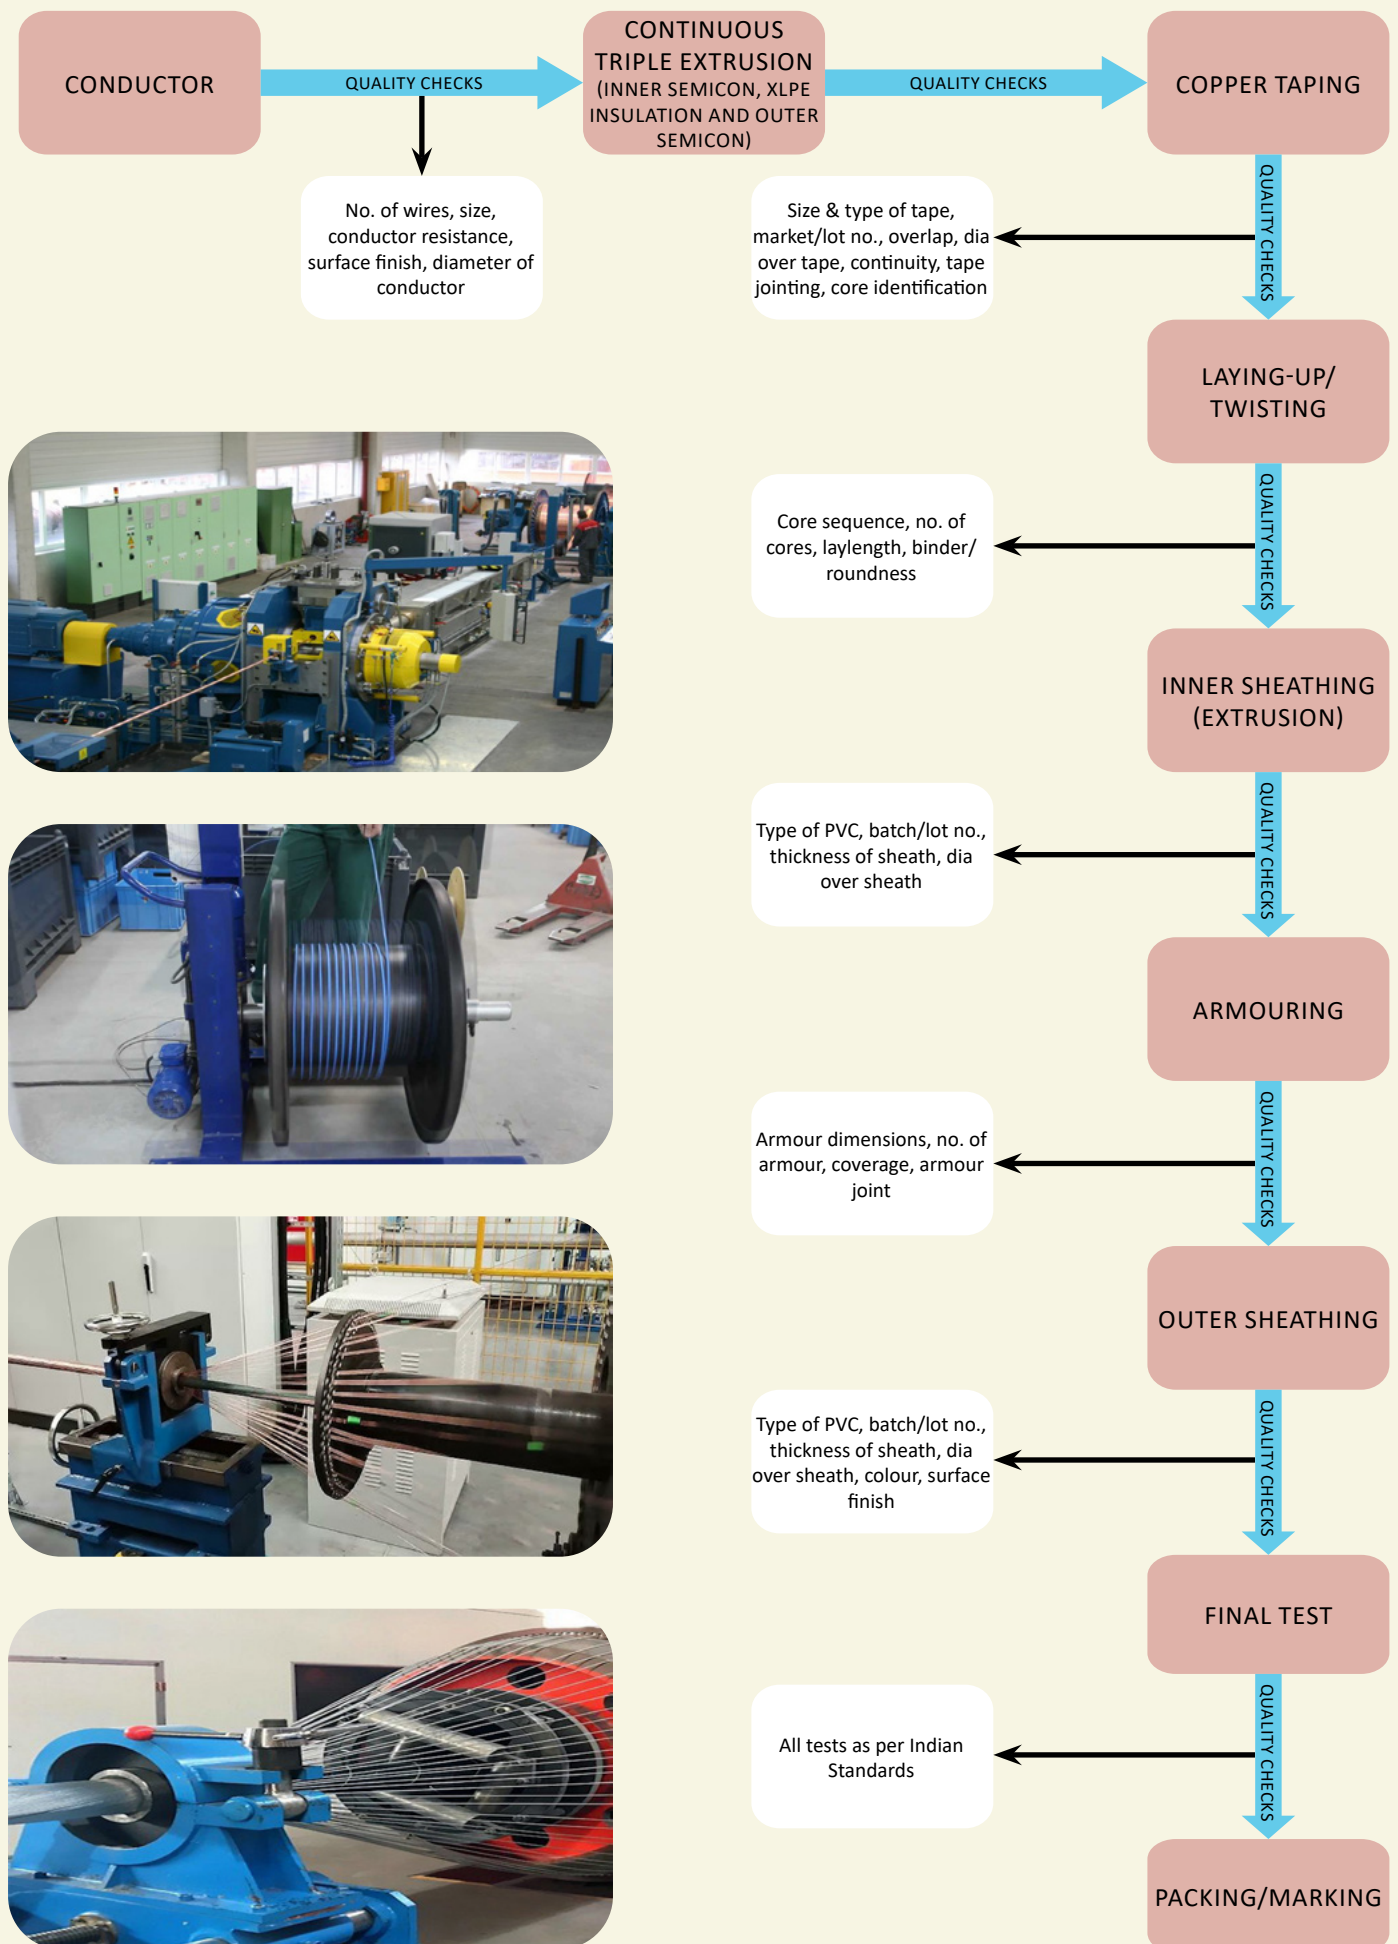 CONDUCTOR
QUALITY CHECKS
CONTINUOUS
TRIPLE EXTRUSION
(INNER SEMICON, XLPE
INSULATION AND OUTER
SEMICON)
QUALITY CHECKS
COPPER TAPING
No. of wires, size,
conductor resistance,
surface finish, diameter of
conductor
QUALITY CHECKS
Size & type of tape,
market/lot no., overlap, dia
over tape, continuity, tape
jointing, core identification
LAYING-UP/
TWISTING
QUALITY CHECKS
Core sequence, no. of
cores, laylength, binder/
roundness
INNER SHEATHING
(EXTRUSION)
QUALITY CHECKS
Type of PVC, batch/lot no.,
thickness of sheath, dia
over sheath
ARMOURING
QUALITY CHECKS
Armour dimensions, no. of
armour, coverage, armour
joint
OUTER SHEATHING
QUALITY CHECKS
Type of PVC, batch/lot no.,
thickness of sheath, dia
over sheath, colour, surface
finish
FINAL TEST
QUALITY CHECKS
All tests as per Indian
Standards
PACKING/MARKING